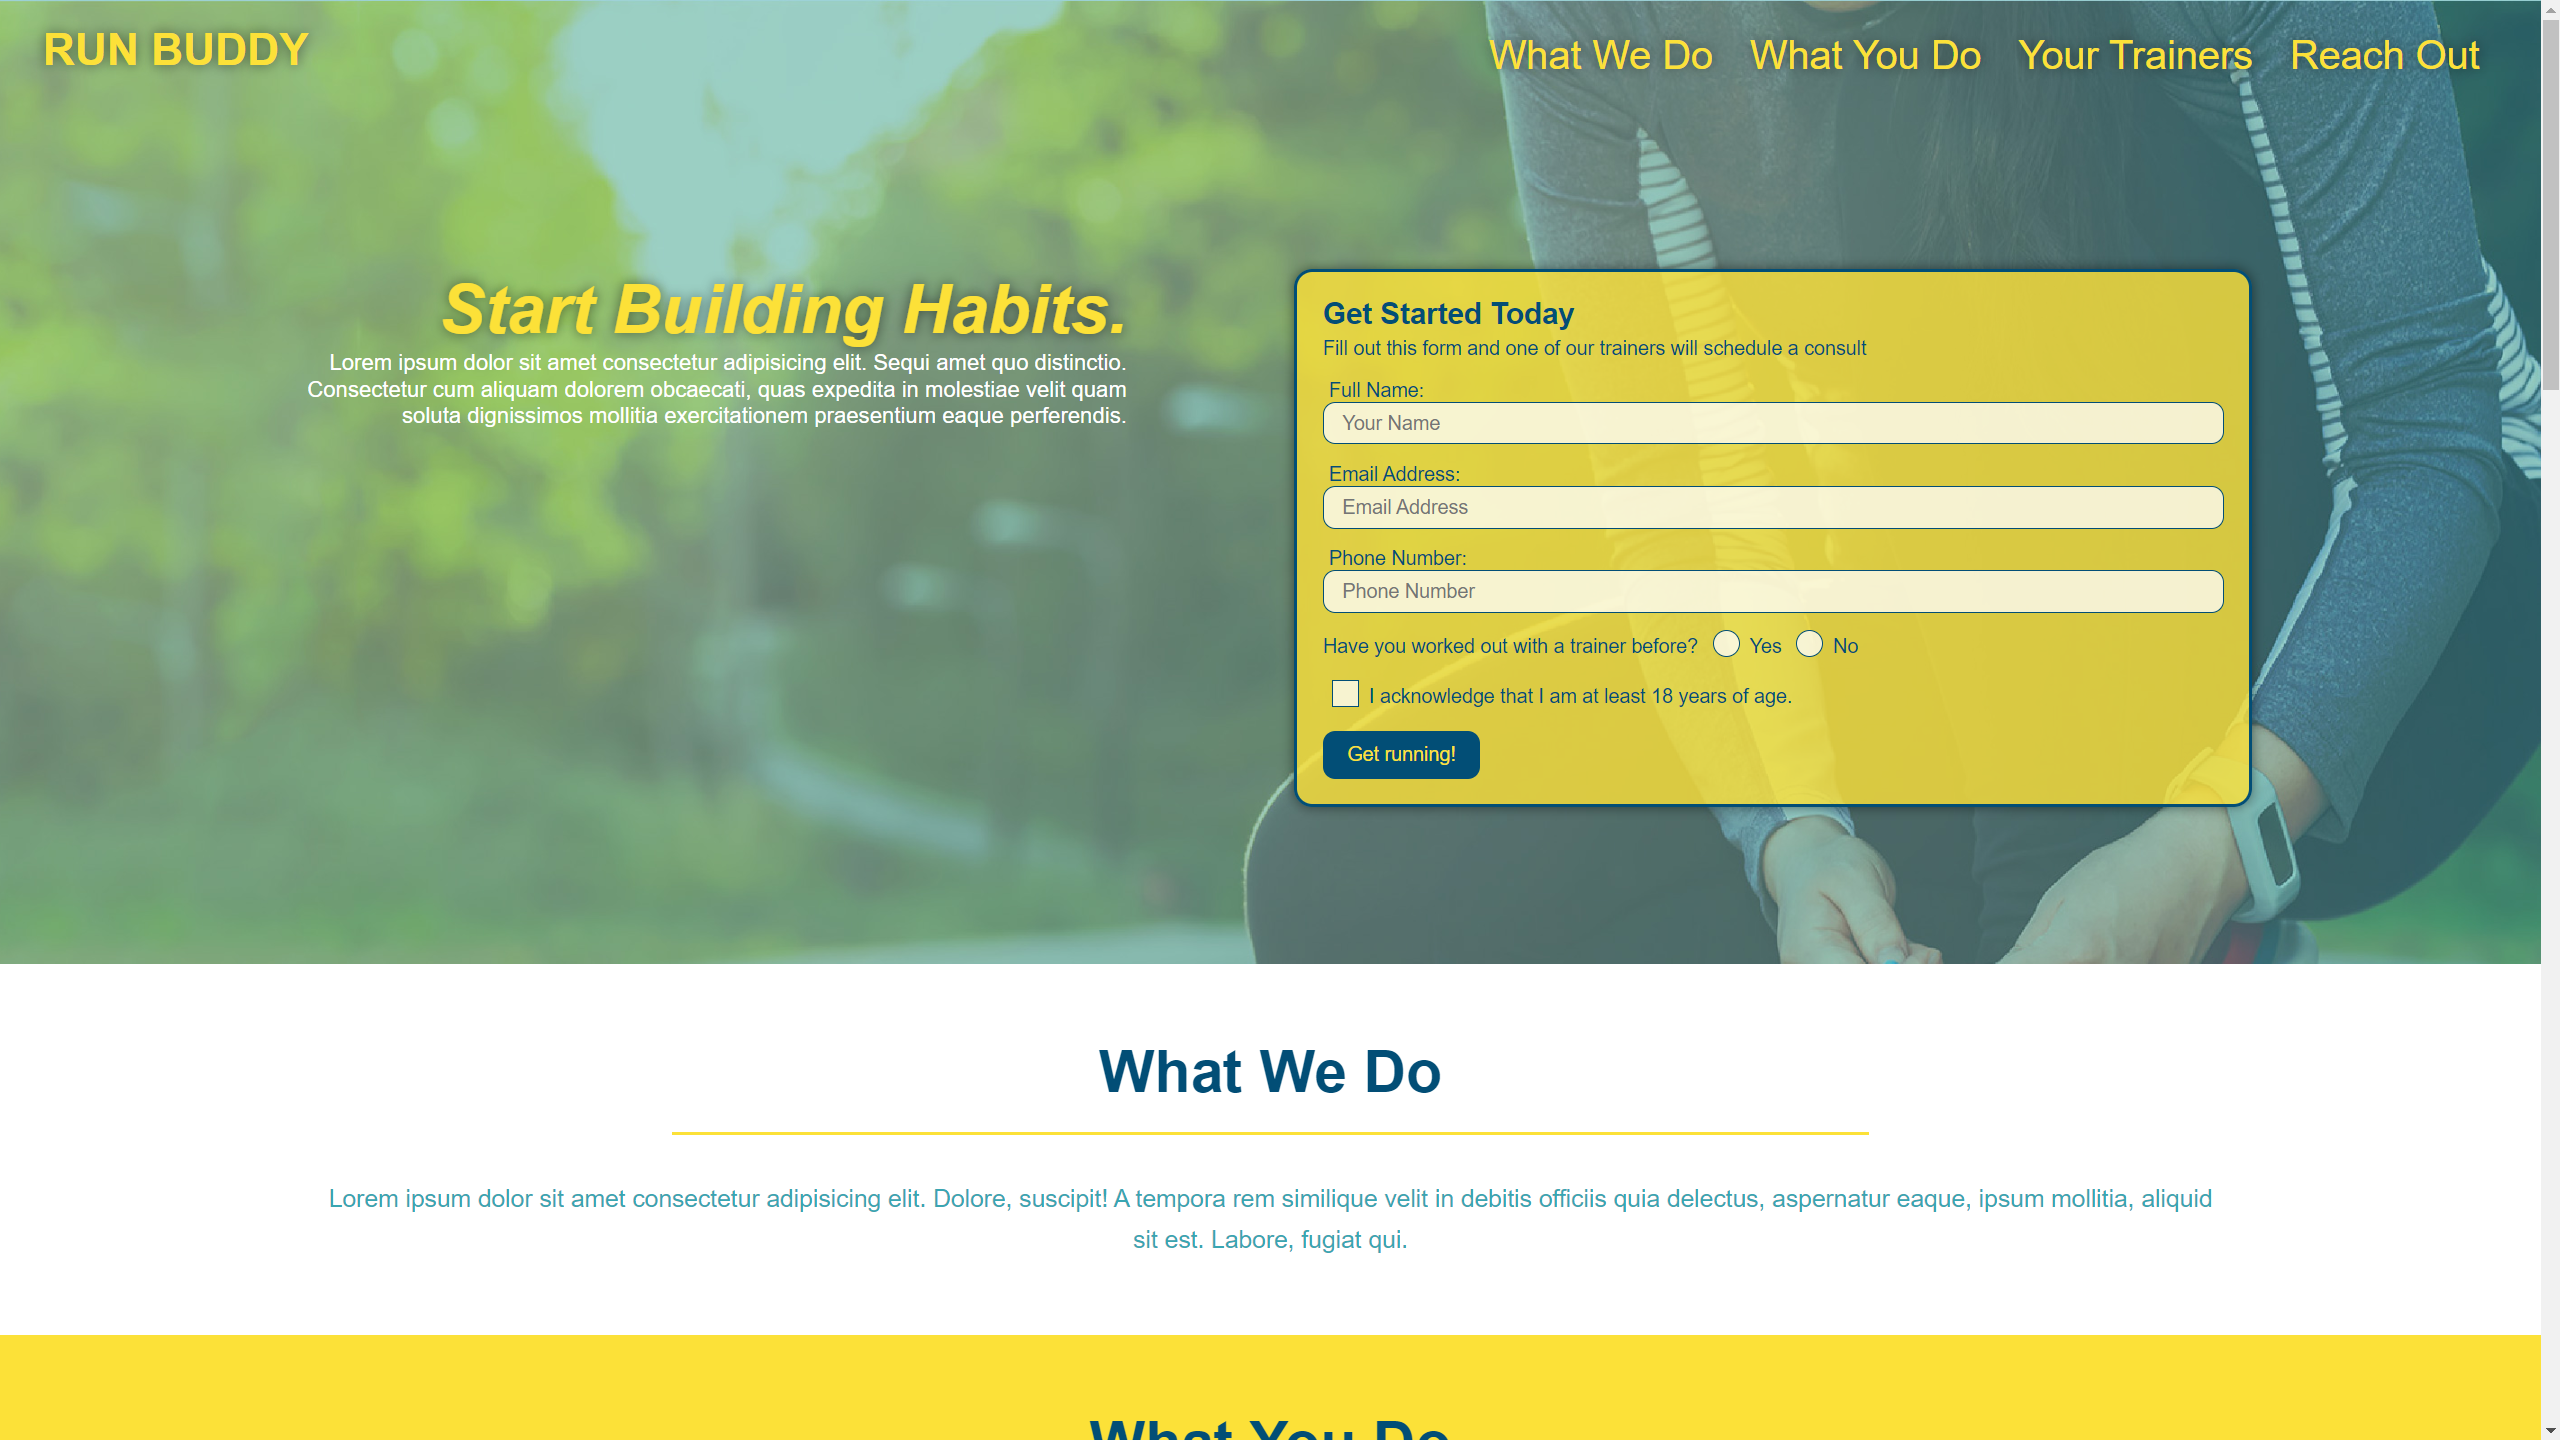 RUN BUDDY
What We Do What You Do Your Trainers Reach Out
Start Building Habits.
Lorem ipsum dolor sit amet consectetur adipisicing elit. Sequi amet quo distinctio.
Consectetur cum aliquam dolorem obcaecati, quas expedita in molestiae velit quam
soluta dignissimos mollitia exercitationem praesentium eaque perferendis.
Get Started Today
Fill out this form and one of our trainers will schedule a consult
Full Name:
Your Name
Email Address:
Email Address
Phone Number:
Phone Number
Have you worked out with a trainer before? Yes No
I acknowledge that I am at least 18 years of age.
Get running!
What We Do
Lorem ipsum dolor sit amet consectetur adipisicing elit. Dolore, suscipit! A tempora rem similique velit in debitis officiis quia delectus, aspernatur eaque, ipsum mollitia, aliquid
sit est. Labore, fugiat qui.
What You Do